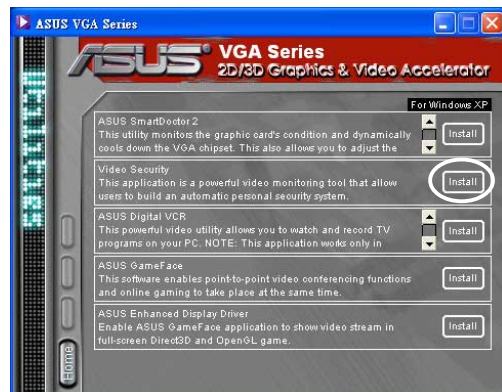 ASUS VGA Series
ASUS VGA Series
2D/3D Graphics & Video Accelerator
For Windows XP
ASUS SmartDoctor 2
This utility monitors the graphic card's condition and dynamically
cools down the VGA chipset. This also allows you to adjust the
Install
Video Security
This application is a powerful video monitoring tool that allow
users to build an automatic personal security system.
Install
ASUS Digital VCR
This powerful video utility allows you to watch and record TV
programs on your PC. NOTE: This application works only in
Install
ASUS GameFace
This software enables point-to-point video conferencing functions
and online gaming to take place at the same time.
Install
ASUS Enhanced Display Driver
Enable ASUS GameFace application to show video stream in
full-screen Direct3D and OpenGL game.
Install
Home